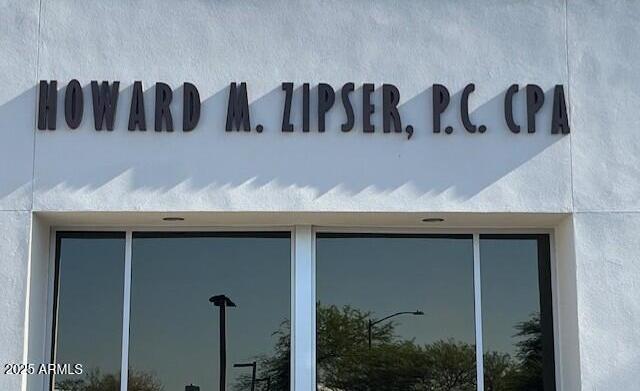 HOWARD M. ZIPSER, P.C. CPA
2025 ARMLS